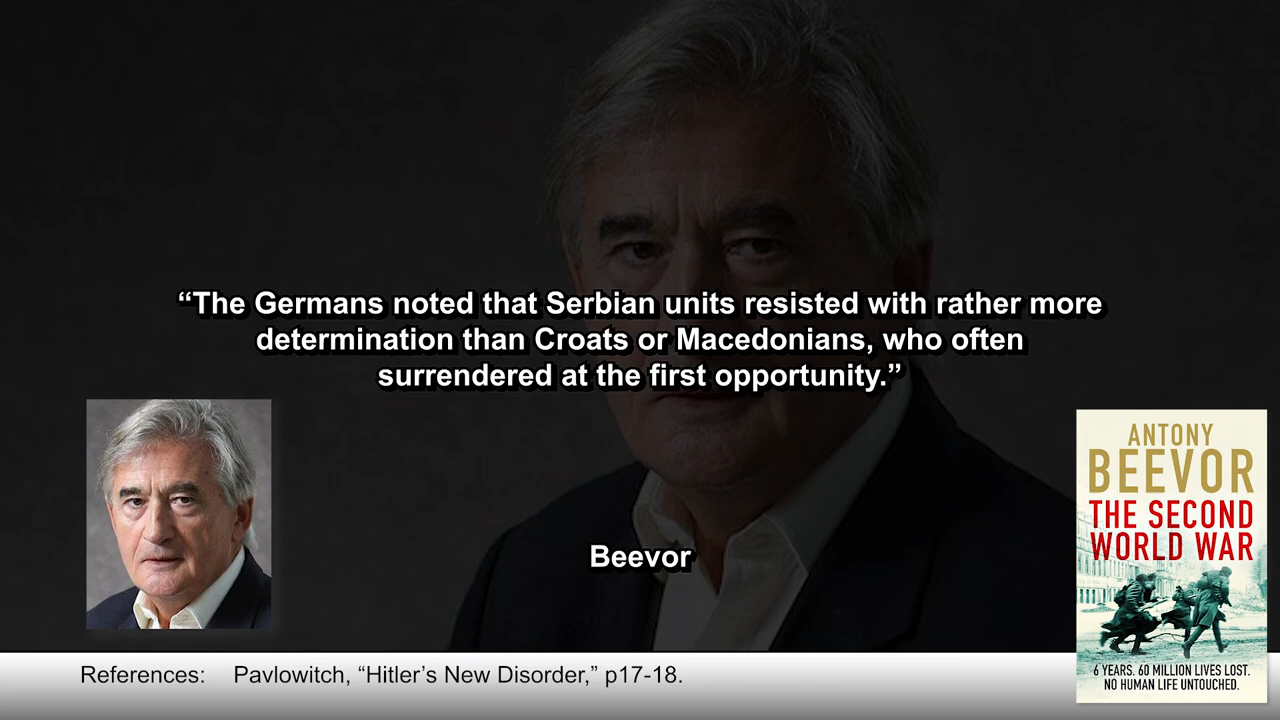 “The Germans noted that Serbian units resisted with rather more
determination than Croats or Macedonians, who often
surrendered at the first opportunity.”
Beevor
ANTONY
BEEVOR
THE SECOND
WORLD WAR
6 YEARS. 60 MILLION LIVES LOST.
NO HUMAN LIFE UNTOUCHED.
References: Pavlowitch, “Hitler’s New Disorder,” p17-18.